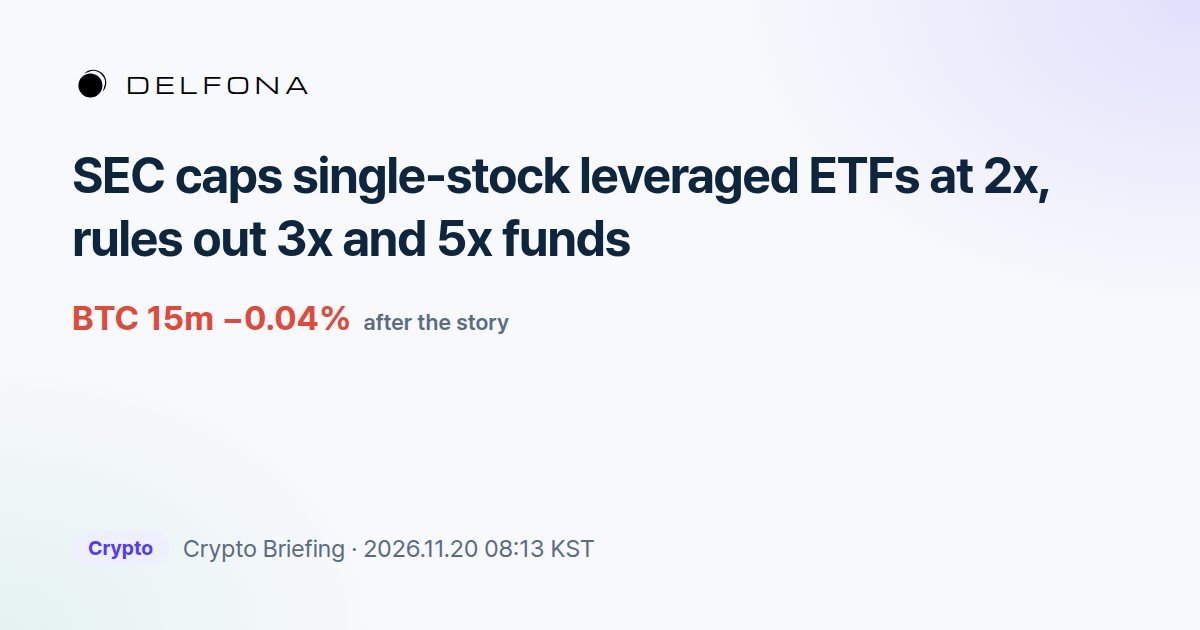 DELFONA
SEC caps single-stock leveraged ETFs at 2x,
rules out 3x and 5x funds
BTC 15m −0.04% after the story
Crypto Crypto Briefing · 2026.11.20 08:13 KST